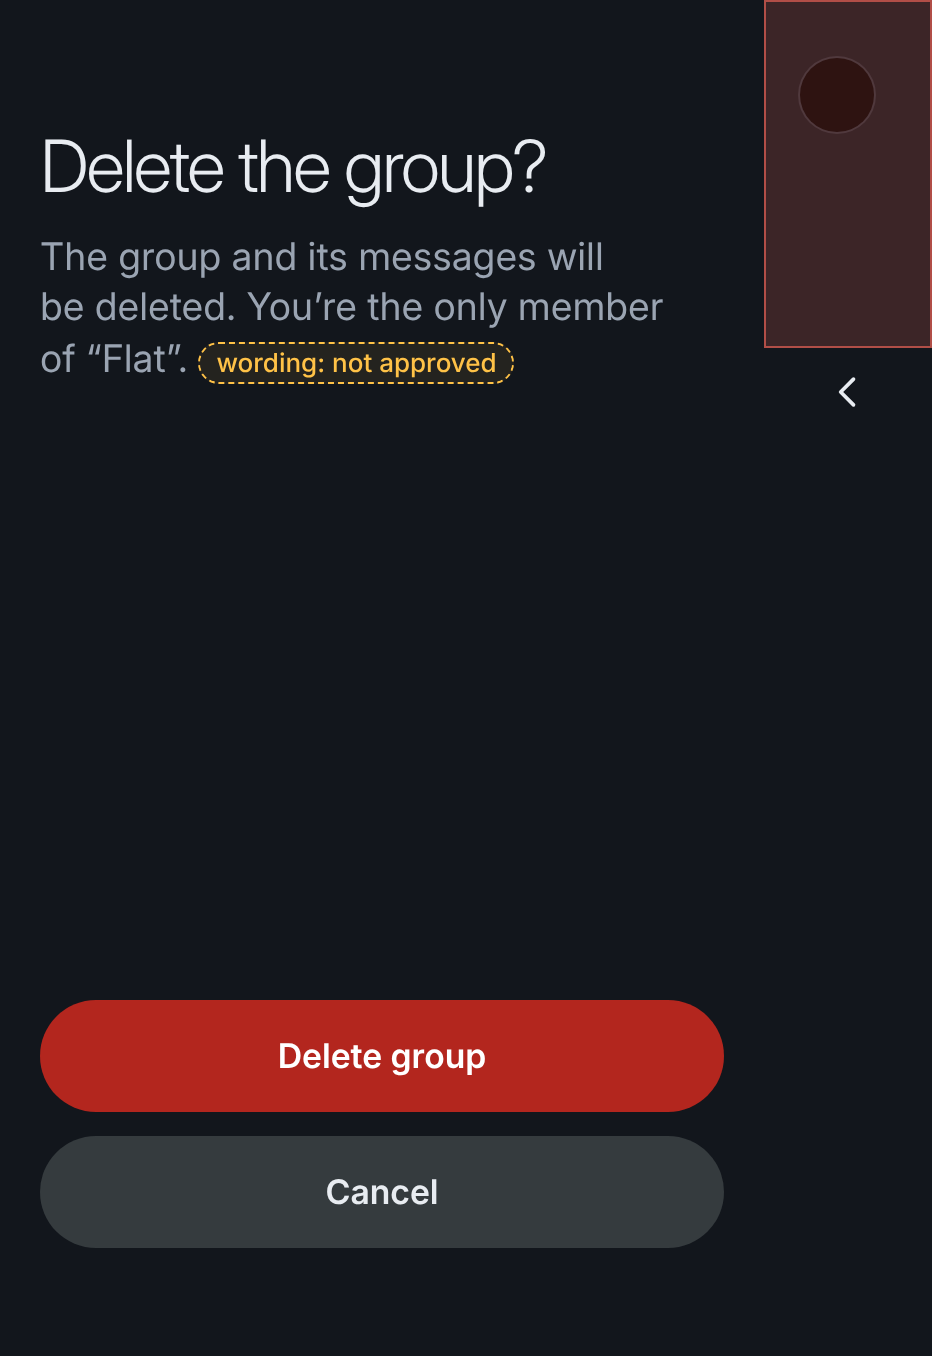 Delete the group?
The group and its messages will
be deleted. You’re the only member
of “Flat”. wording: not approved
Delete group
Cancel